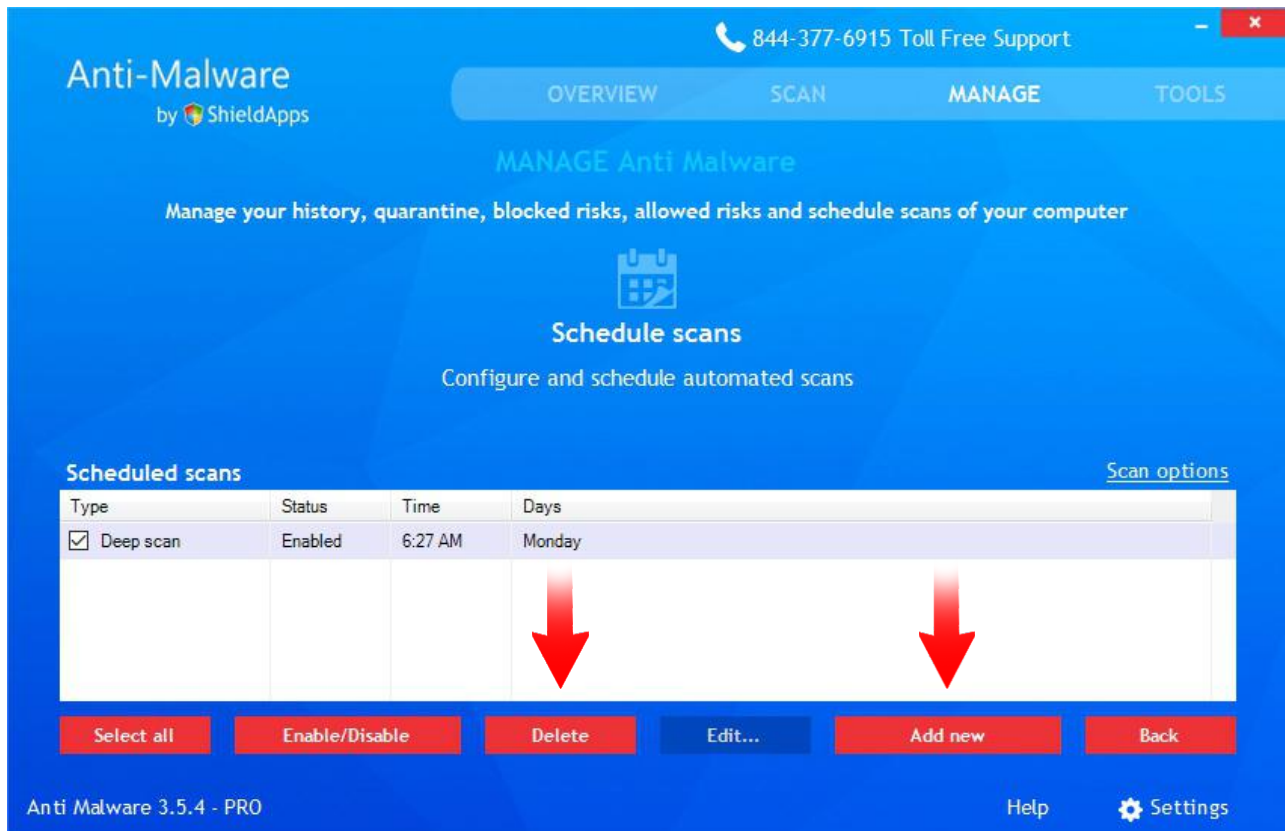 844-377-6915 Toll Free Support
Anti-Malware
by ShieldApps
OVERVIEW SCAN MANAGE TOOLS
MANAGE Anti Malware
Manage your history, quarantine, blocked risks, allowed risks and schedule scans of your computer
Schedule scans
Configure and schedule automated scans
Scheduled scans Scan options
Type Status Time Days
Deep scan Enabled 6:27 AM Monday
Select all Enable/Disable Delete Edit... Add new Back
Anti Malware 3.5.4 - PRO Help Settings